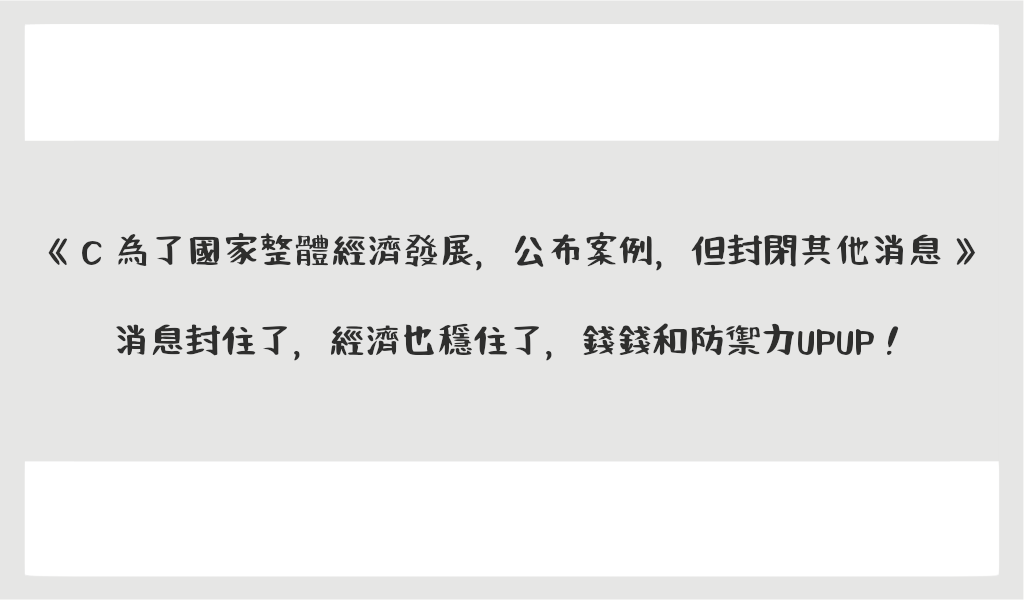 《 C 為了國家整體經濟發展，公布案例，但封閉其他消息 》
消息封住了，經濟也穩住了，錢錢和防禦力UPUP！